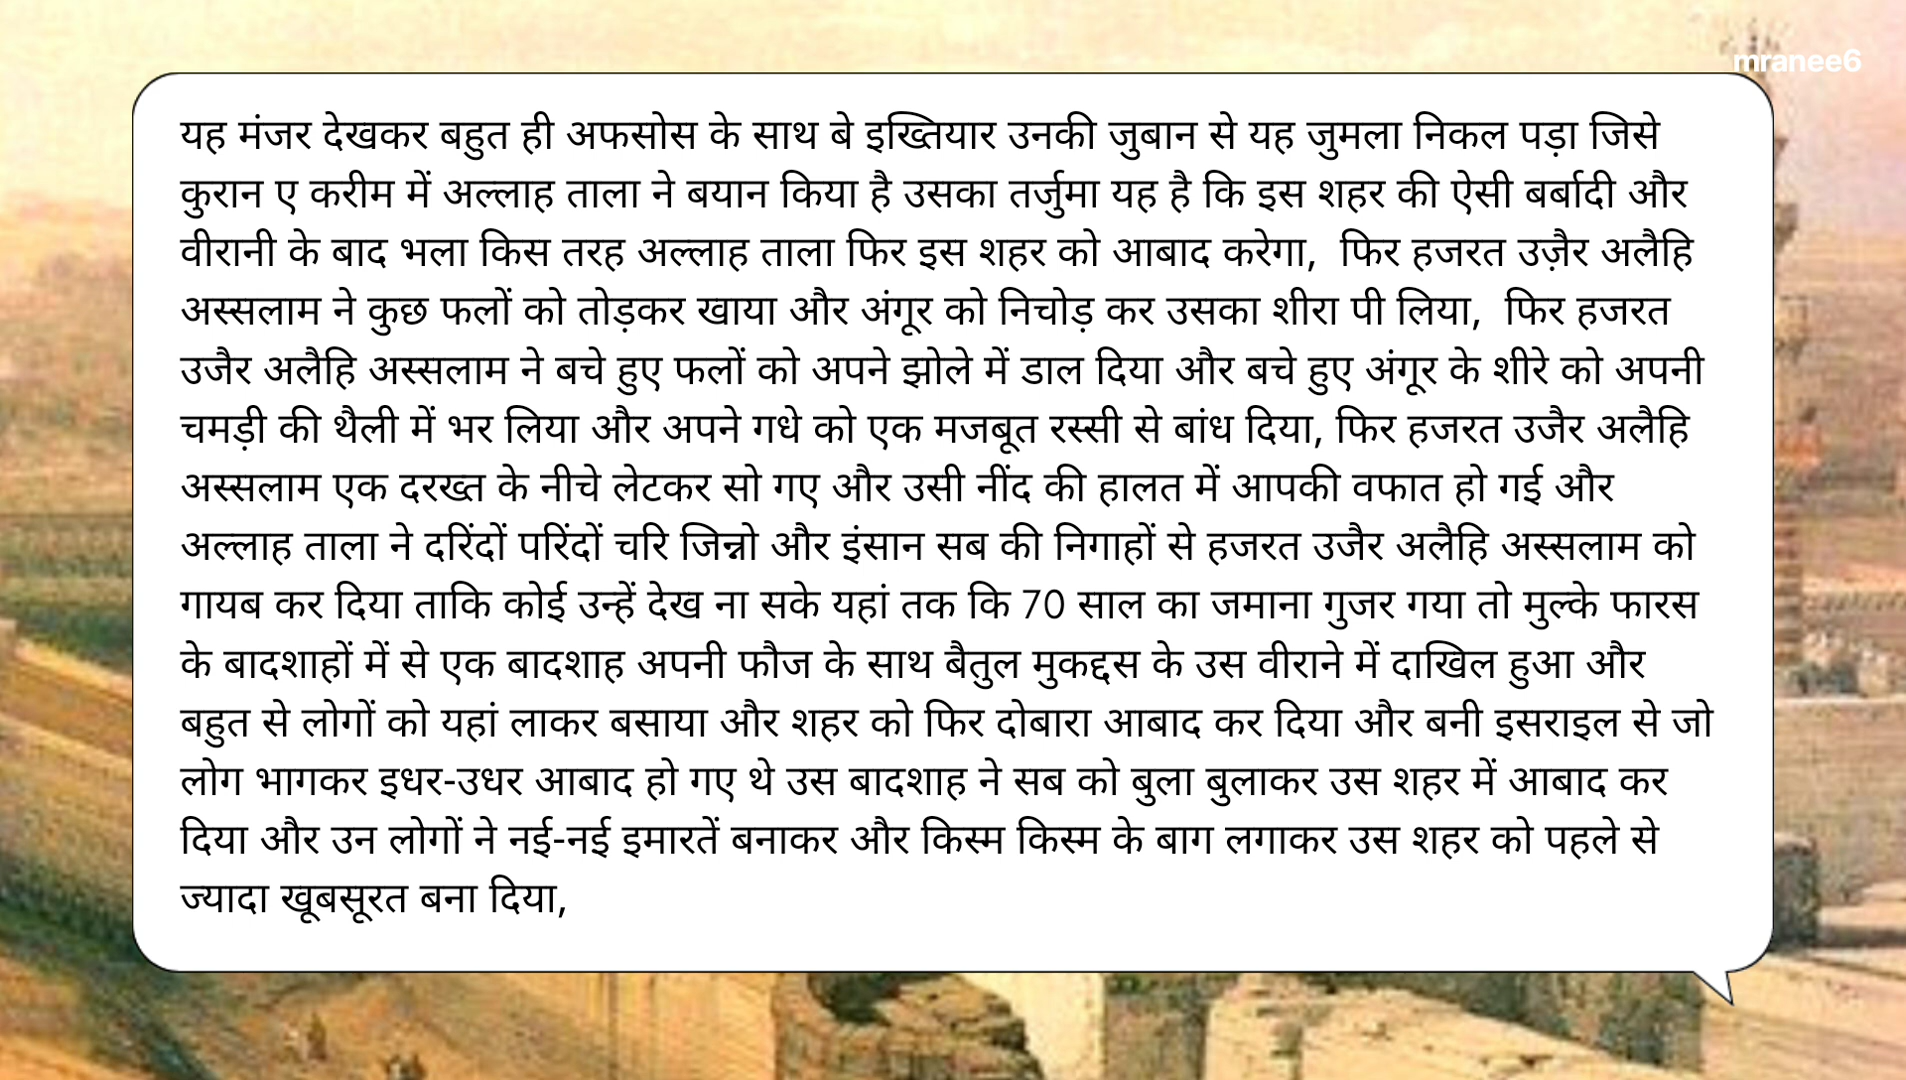 mranee6
यह मंजर देखकर बहुत ही अफसोस के साथ बे इख्तियार उनकी जुबान से यह जुमला निकल पड़ा जिसे
कुरान ए करीम में अल्लाह ताला ने बयान किया है उसका तर्जुमा यह है कि इस शहर की ऐसी बर्बादी और
वीरानी के बाद भला किस तरह अल्लाह ताला फिर इस शहर को आबाद करेगा,  फिर हजरत उज़ैर अलैहि
अस्सलाम ने कुछ फलों को तोड़कर खाया और अंगूर को निचोड़ कर उसका शीरा पी लिया,  फिर हजरत
उजैर अलैहि अस्सलाम ने बचे हुए फलों को अपने झोले में डाल दिया और बचे हुए अंगूर के शीरे को अपनी
चमड़ी की थैली में भर लिया और अपने गधे को एक मजबूत रस्सी से बांध दिया, फिर हजरत उजैर अलैहि
अस्सलाम एक दरख्त के नीचे लेटकर सो गए और उसी नींद की हालत में आपकी वफात हो गई और
अल्लाह ताला ने दरिंदों परिंदों चरि जिन्नो और इंसान सब की निगाहों से हजरत उजैर अलैहि अस्सलाम को
गायब कर दिया ताकि कोई उन्हें देख ना सके यहां तक कि 70 साल का जमाना गुजर गया तो मुल्के फारस
के बादशाहों में से एक बादशाह अपनी फौज के साथ बैतुल मुकद्दस के उस वीराने में दाखिल हुआ और
बहुत से लोगों को यहां लाकर बसाया और शहर को फिर दोबारा आबाद कर दिया और बनी इसराइल से जो
लोग भागकर इधर-उधर आबाद हो गए थे उस बादशाह ने सब को बुला बुलाकर उस शहर में आबाद कर
दिया और उन लोगों ने नई-नई इमारतें बनाकर और किस्म किस्म के बाग लगाकर उस शहर को पहले से
ज्यादा खूबसूरत बना दिया,